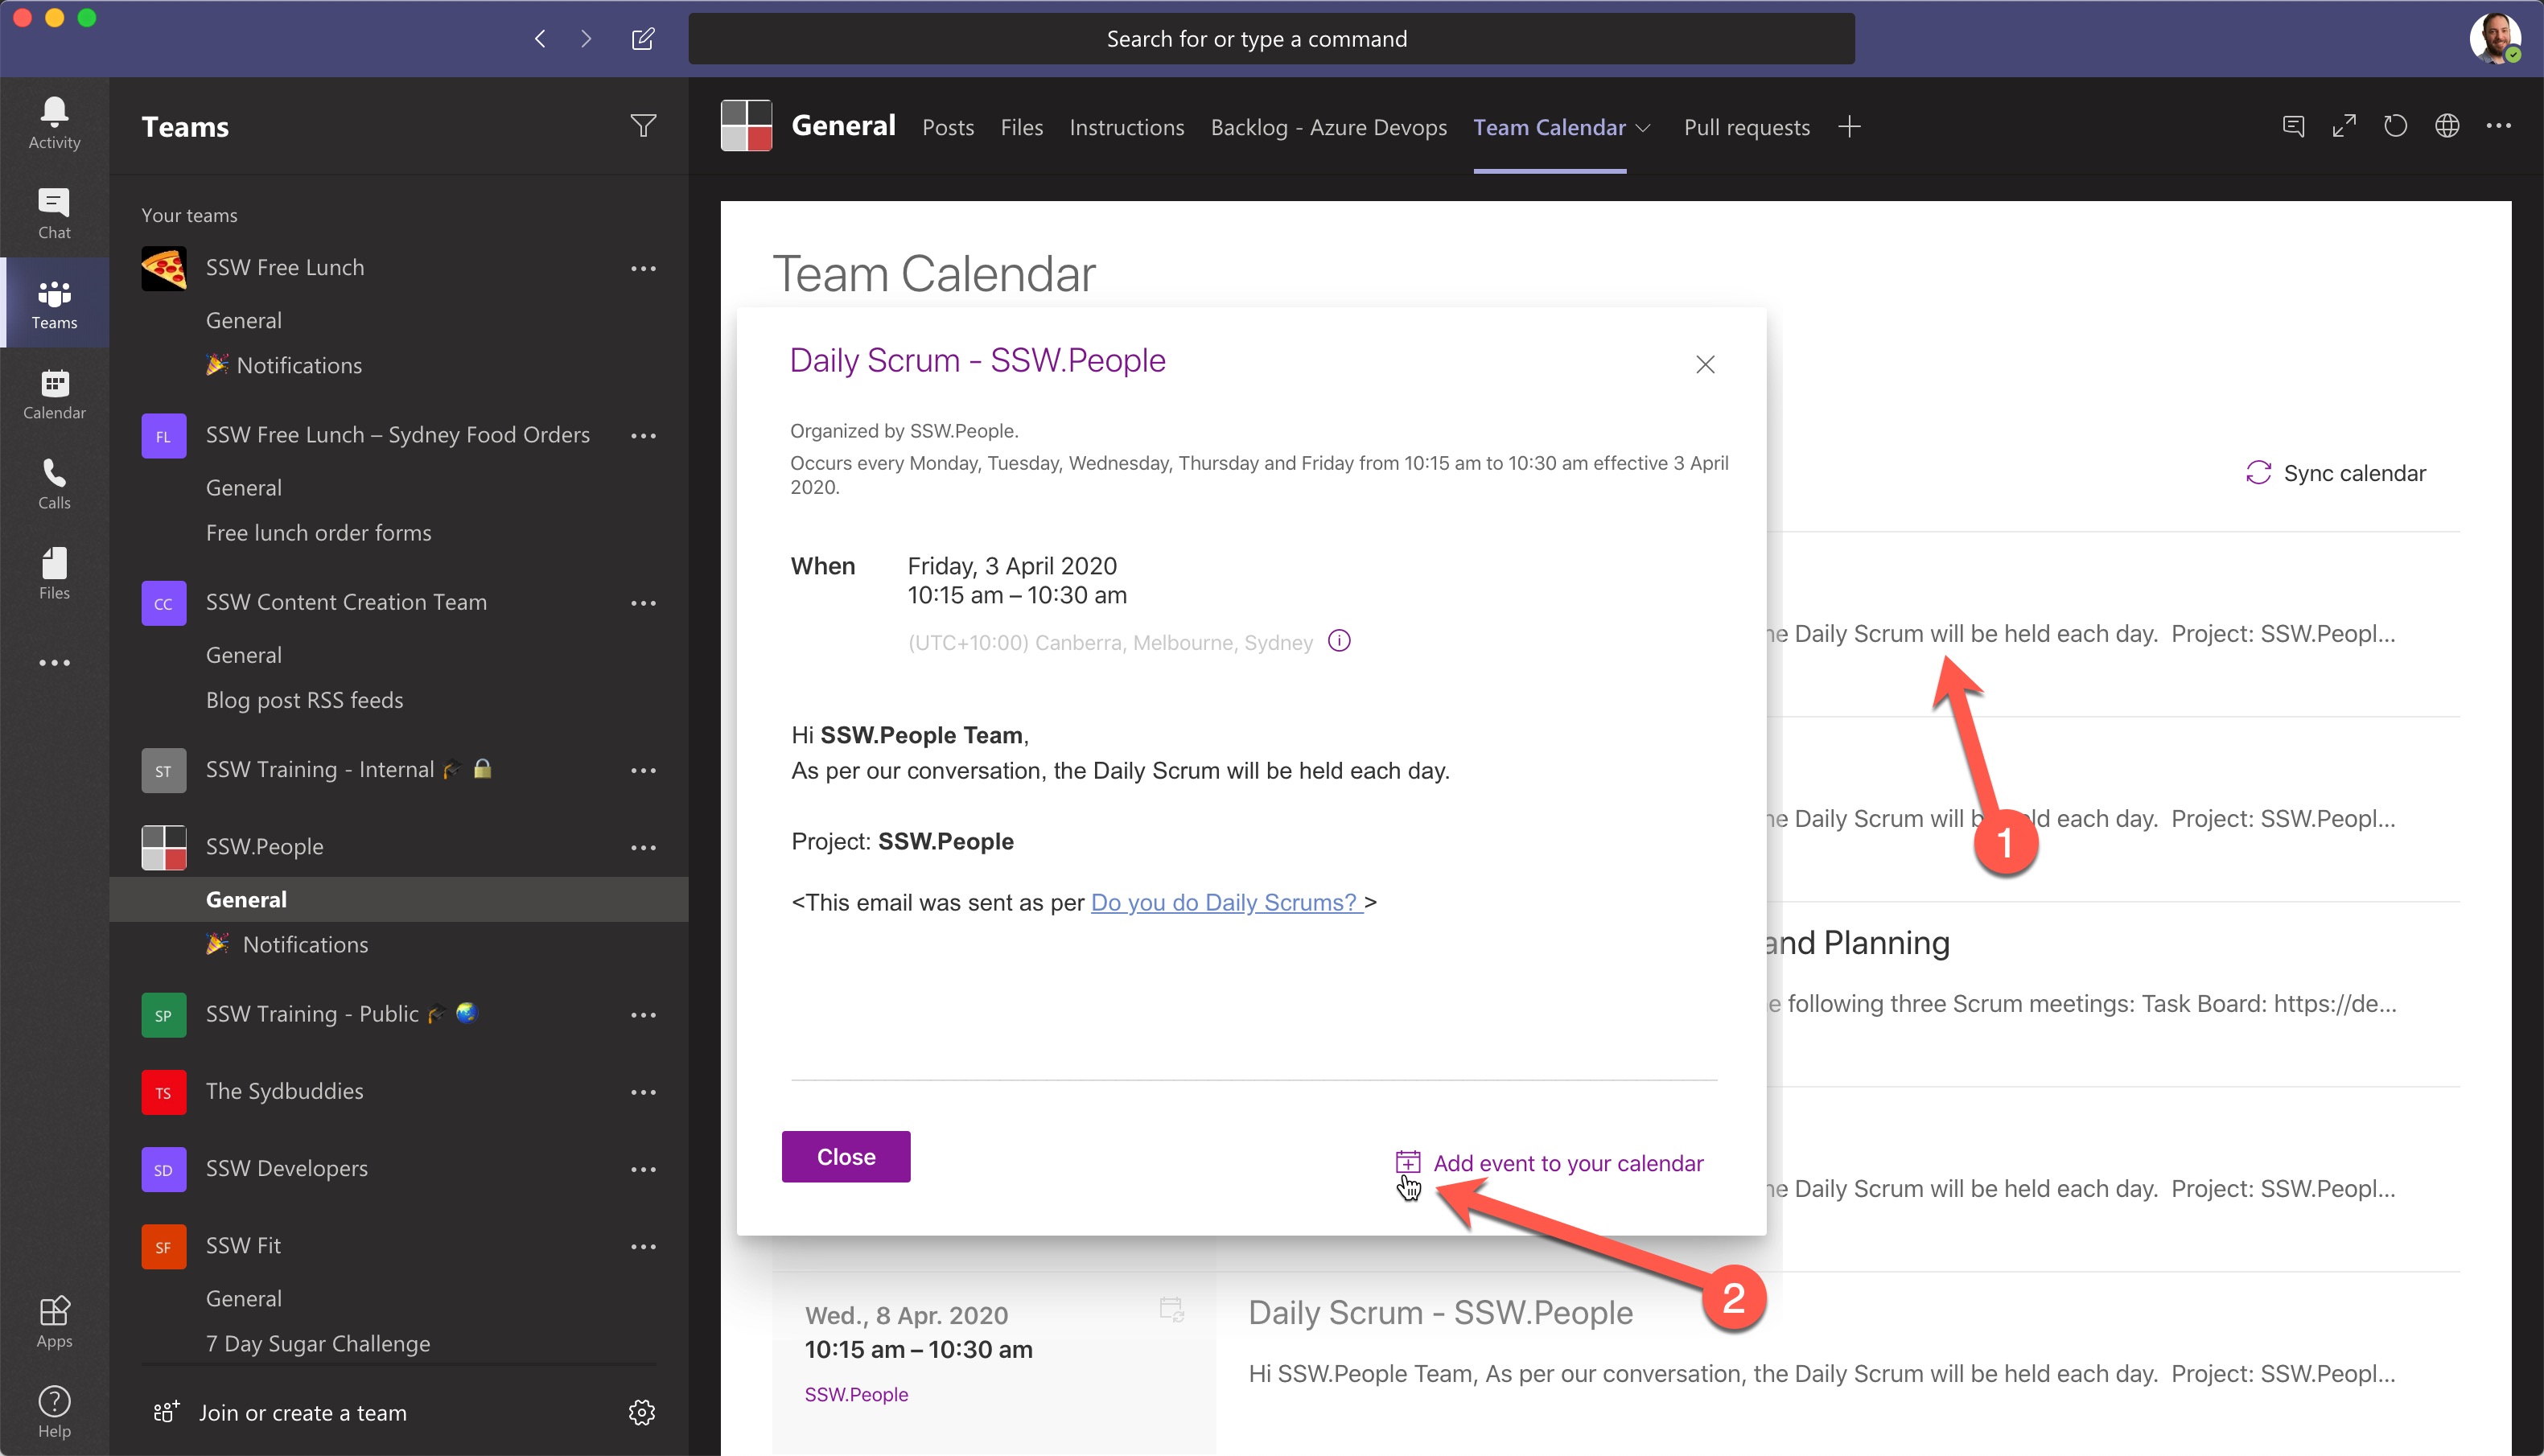 Search for or type a command
Activity
Chat
Teams
Calendar
Calls
Files
Apps
Help
Teams
Your teams
SSW Free Lunch
General
🎉 Notifications
FL SSW Free Lunch – Sydney Food Orders
General
Free lunch order forms
CC SSW Content Creation Team
General
Blog post RSS feeds
ST SSW Training - Internal 🎓 🔒
SSW.People
General
🎉 Notifications
SP SSW Training - Public 🎓 🌏
TS The Sydbuddies
SD SSW Developers
SF SSW Fit
General
7 Day Sugar Challenge
Join or create a team
General Posts Files Instructions Backlog - Azure Devops Team Calendar Pull requests
Team Calendar
Sync calendar
Daily Scrum - SSW.People
Organized by SSW.People.
Occurs every Monday, Tuesday, Wednesday, Thursday and Friday from 10:15 am to 10:30 am effective 3 April
2020.
When Friday, 3 April 2020
10:15 am – 10:30 am
(UTC+10:00) Canberra, Melbourne, Sydney
Hi SSW.People Team,
As per our conversation, the Daily Scrum will be held each day.
Project: SSW.People
<This email was sent as per Do you do Daily Scrums? >
Close
Add event to your calendar
Daily Scrum will be held each day. Project: SSW.Peopl...
1
Daily Scrum will each day. Project: SSW.Peopl...
and Planning
following three Scrum meetings: Task Board: https://de...
Daily Scrum will be held each day. Project: SSW.Peopl...
2
Wed., 8 Apr. 2020
10:15 am – 10:30 am
SSW.People
Daily Scrum - SSW.People
Hi SSW.People Team, As per our conversation, the Daily Scrum will be held each day. Project: SSW.Peopl...